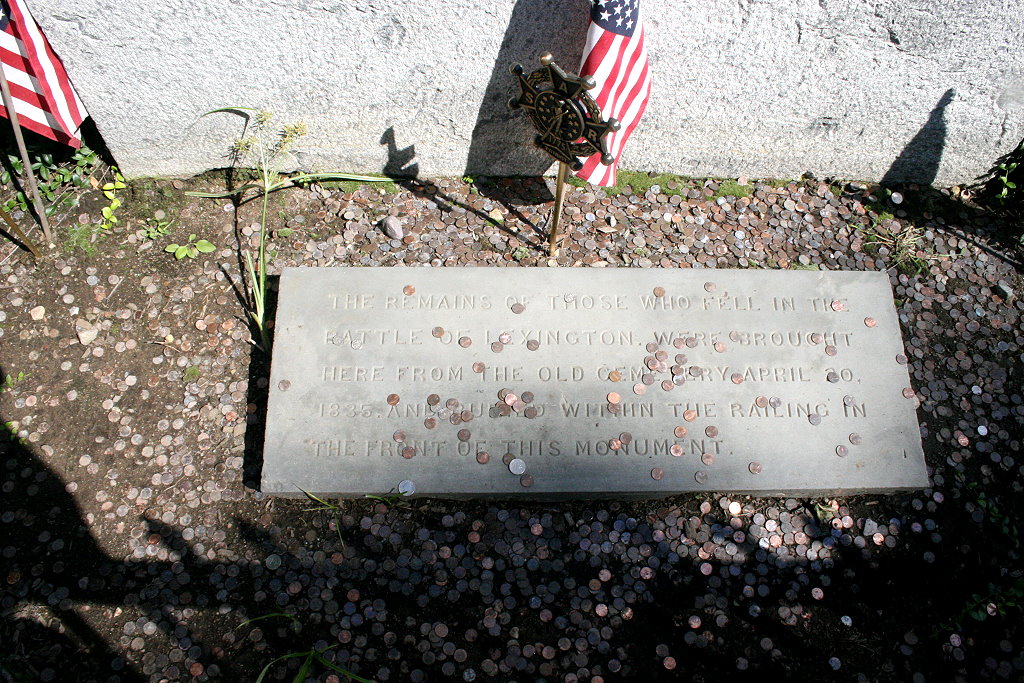 THE REMAINS OF THOSE WHO FELL IN THE
BATTLE OF LEXINGTON, WERE BROUGHT
HERE FROM THE OLD CEMETERY, APRIL 20,
1835, AND BURIED WITHIN THE RAILING IN
THE FRONT OF THIS MONUMENT.